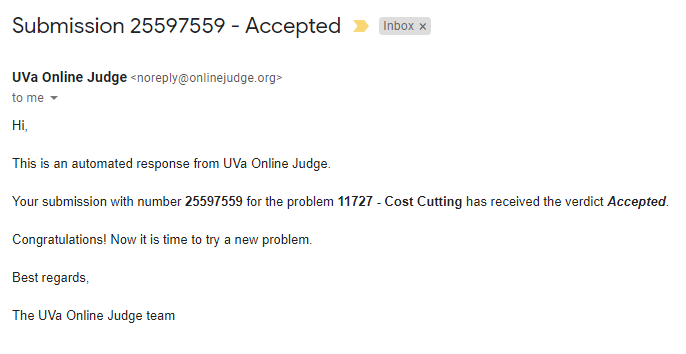 Submission 25597559 - Accepted Inbox ×
UVa Online Judge <noreply@onlinejudge.org>
to me
Hi,
This is an automated response from UVa Online Judge.
Your submission with number 25597559 for the problem 11727 - Cost Cutting has received the verdict Accepted.
Congratulations! Now it is time to try a new problem.
Best regards,
The UVa Online Judge team